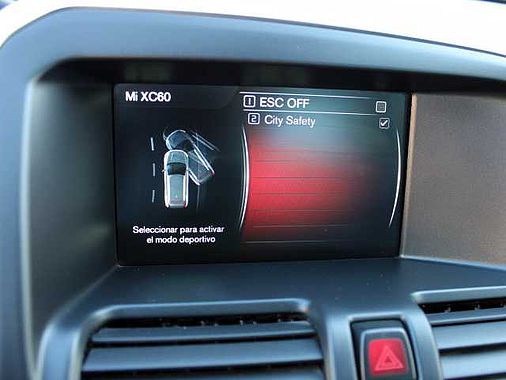 Mi XC60
1 ESC OFF
2 City Safety
Seleccionar para activar
el modo deportivo